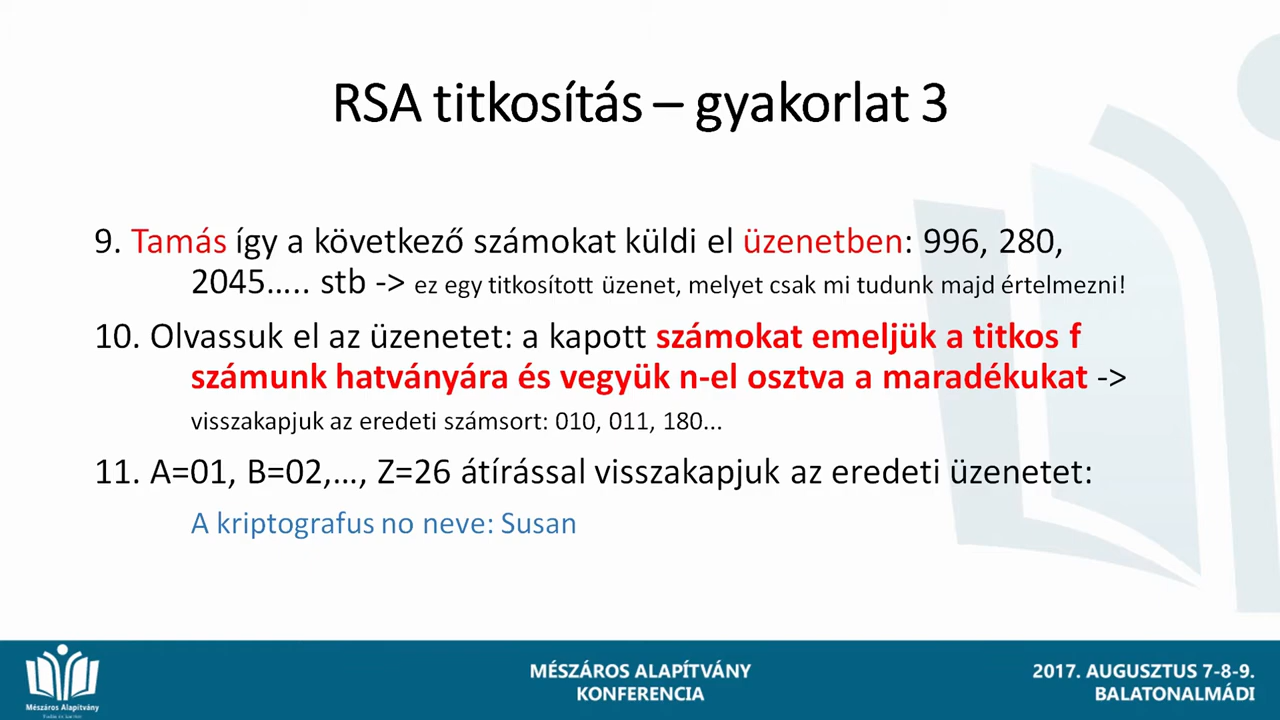 RSA titkosítás – gyakorlat 3
9. Tamás így a következő számokat küldi el üzenetben: 996, 280,
2045….. stb -> ez egy titkosított üzenet, melyet csak mi tudunk majd értelmezni!
10. Olvassuk el az üzenetet: a kapott számokat emeljük a titkos f
számunk hatványára és vegyük n-el osztva a maradékukat ->
visszakapjuk az eredeti számsort: 010, 011, 180...
11. A=01, B=02,…, Z=26 átírással visszakapjuk az eredeti üzenetet:
A kriptografus no neve: Susan
Mészáros Alapítvány
MÉSZÁROS ALAPÍTVÁNY
KONFERENCIA
2017. AUGUSZTUS 7-8-9.
BALATONALMÁDI